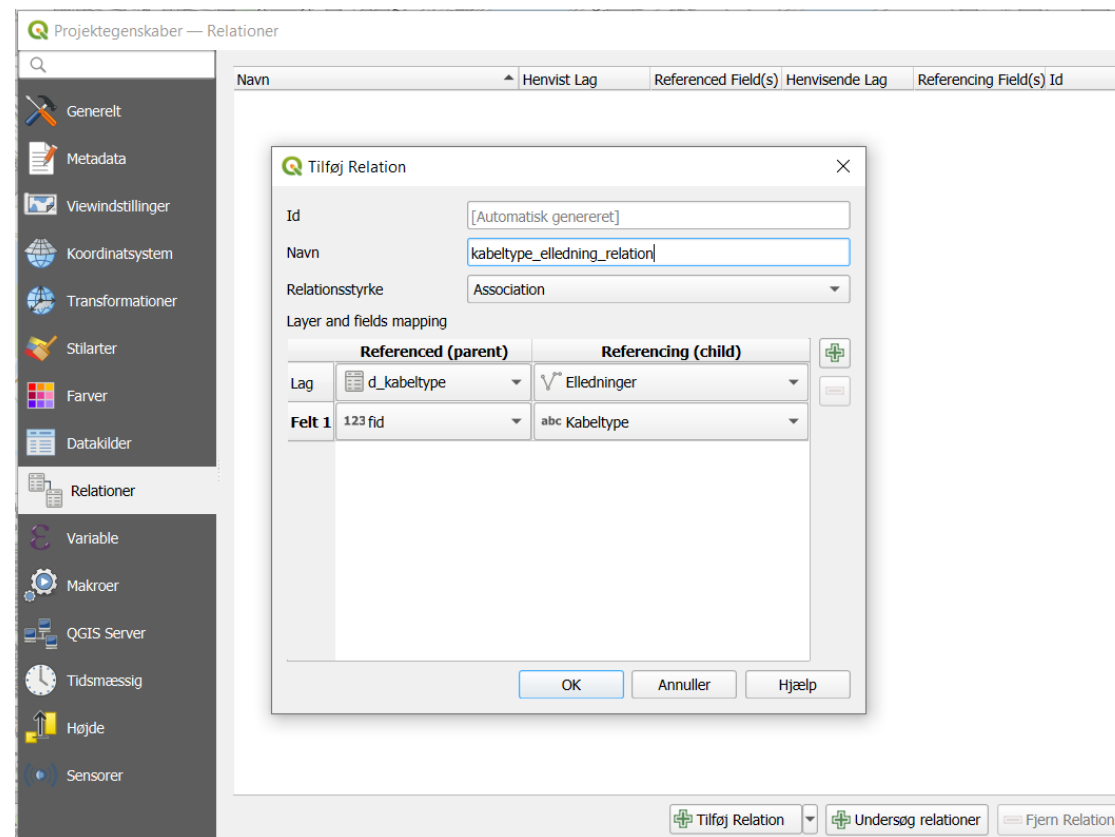 Projektegenskaber — Relationer
Navn Henvist Lag Referenced Field(s) Henvisende Lag Referencing Field(s) Id
Generelt
Metadata
Viewindstillinger
Koordinatsystem
Transformationer
Stilarter
Farver
Datakilder
Relationer
Variable
Makroer
QGIS Server
Tidsmæssig
Højde
Sensorer
Tilføj Relation
Id [Automatisk genereret]
Navn kabeltype_elledning_relation
Relationsstyrke Association
Layer and fields mapping
Referenced (parent) Referencing (child)
Lag d_kabeltype Elledninger
Felt 1 123 fid abc Kabeltype
OK Annuller Hjælp
Tilføj Relation Undersøg relationer Fjern Relation